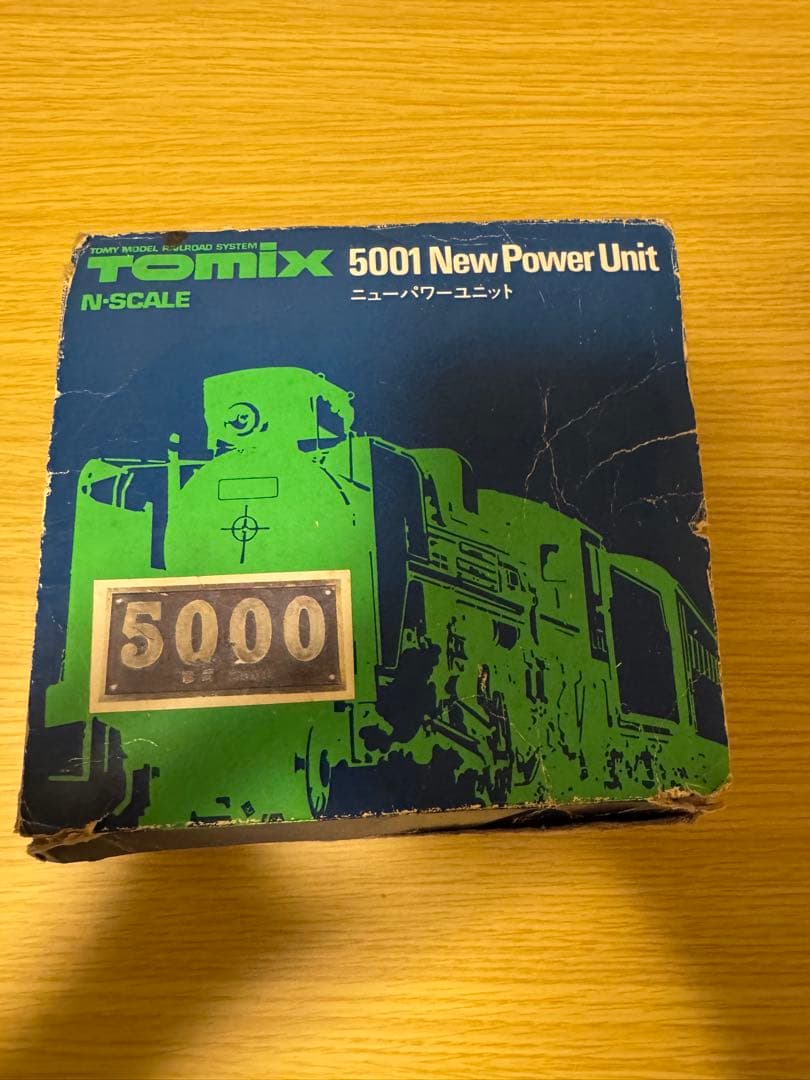 TOMY MODEL RAILROAD SYSTEM
TOMIX
5001 New Power Unit
N-SCALE
ニューパワーユニット
5000